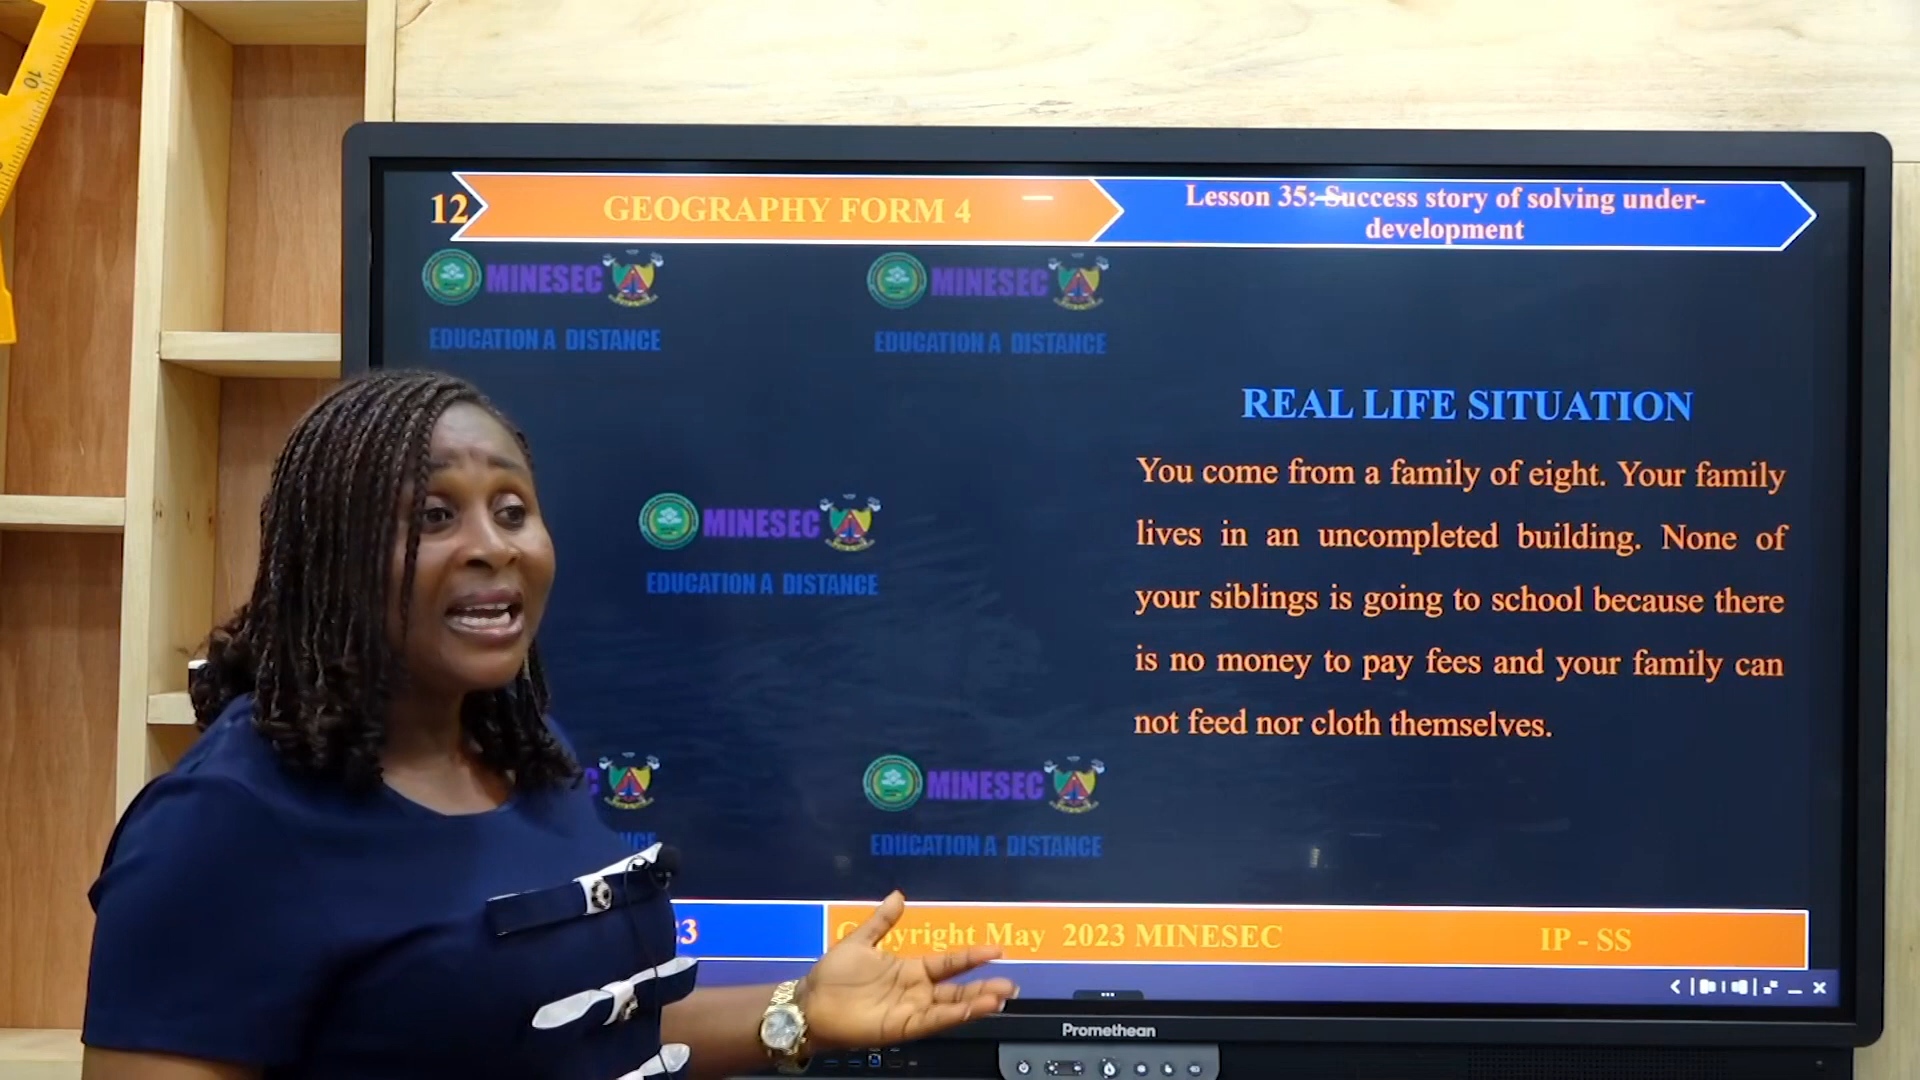 10
12
GEOGRAPHY FORM 4
Lesson 35: Success story of solving under-
development
MINESEC
EDUCATION A DISTANCE
MINESEC
EDUCATION A DISTANCE
REAL LIFE SITUATION
You come from a family of eight. Your family
lives in an uncompleted building. None of
your siblings is going to school because there
is no money to pay fees and your family can
not feed nor cloth themselves.
MINESEC
EDUCATION A DISTANCE
MINESEC
EDUCATION A DISTANCE
Copyright May 2023 MINESEC
IP - SS
Promethean